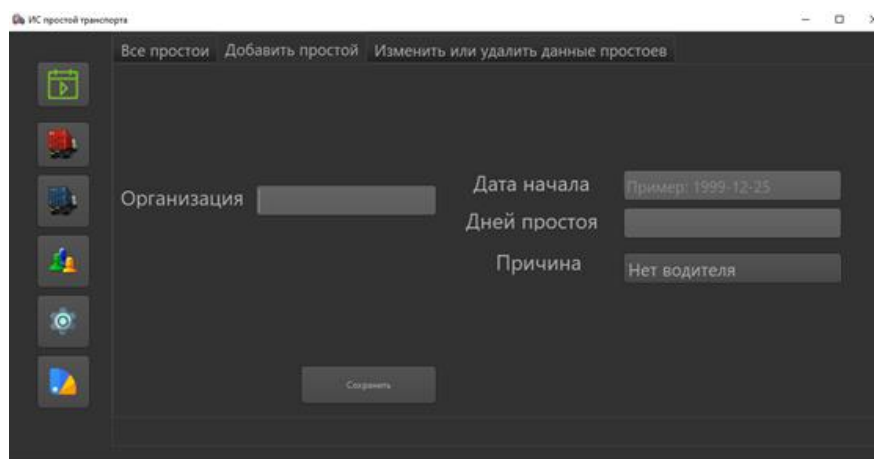 ИС простой транспорта
Все простои Добавить простой Изменить или удалить данные простоев
Организация
Дата начала Пример: 1999-12-25
Дней простоя
Причина Нет водителя
Сохранить